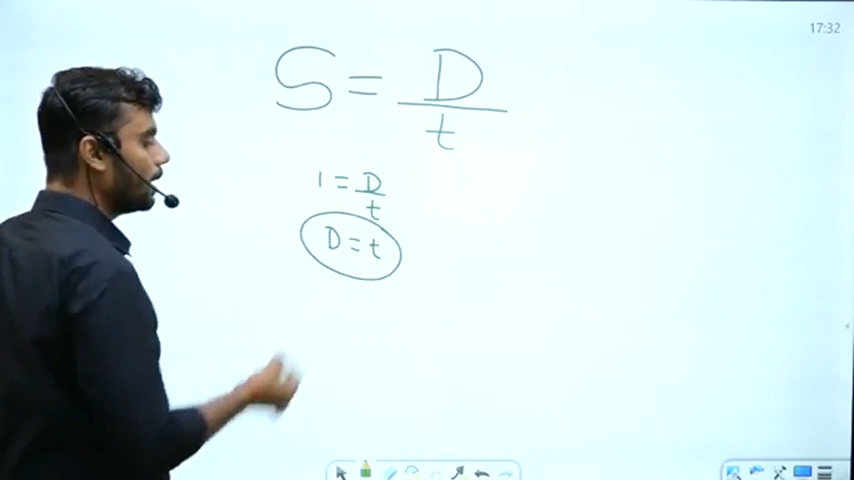 17:32
S = D/t
1 = D/t
D = t